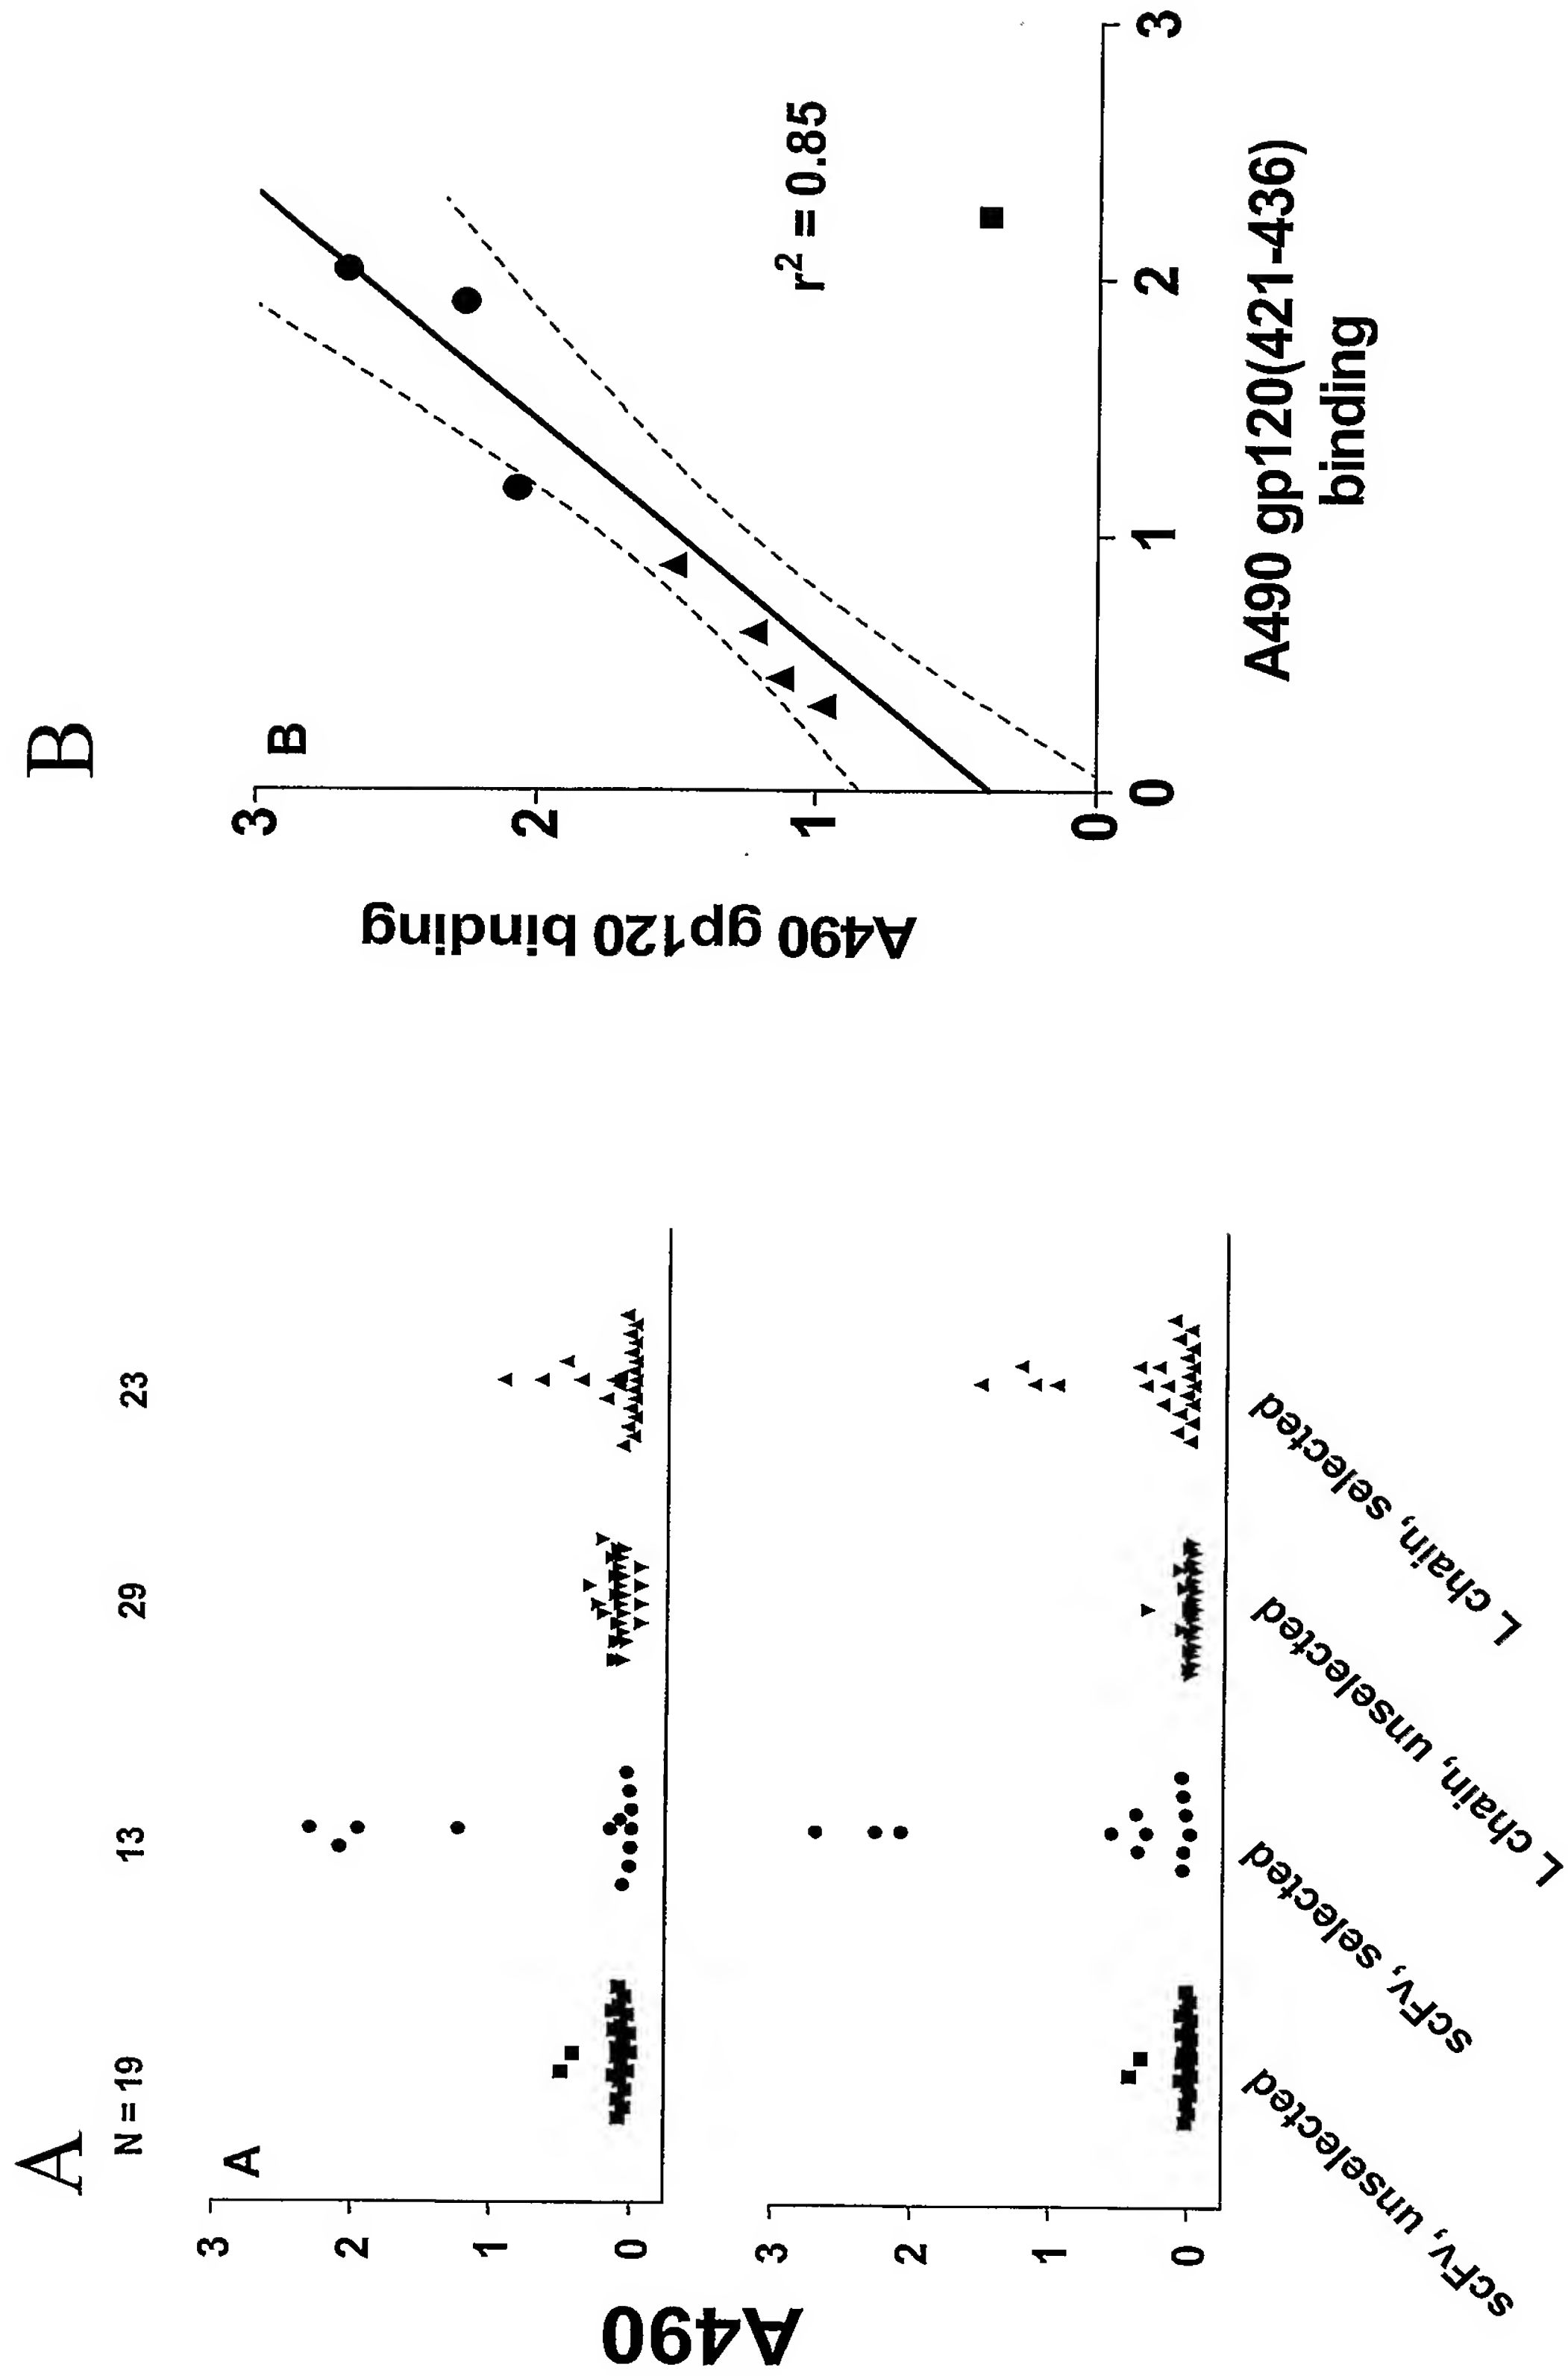 A
N = 19
13
29
23
A
3
2
1
0
A490
3
2
1
0
scFv, unselected
scFv, selected
L chain, unselected
L chain, selected
B
B
3
2
1
0
A490 gp120 binding
r² = 0.85
0
1
2
3
A490 gp120(421-436)
binding